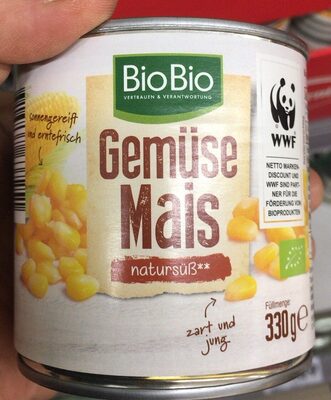 BioBio
VERTRAUEN & VERANTWORTUNG
Sonnengereift
und erntefrisch
Gemüse
Mais
natursüß**
zart und
jung
WWF
NETTO MARKEN-
DISCOUNT UND
WWF SIND PART-
NER FÜR DIE
FÖRDERUNG VON
BIOPRODUKTEN
Füllmenge:
330g e